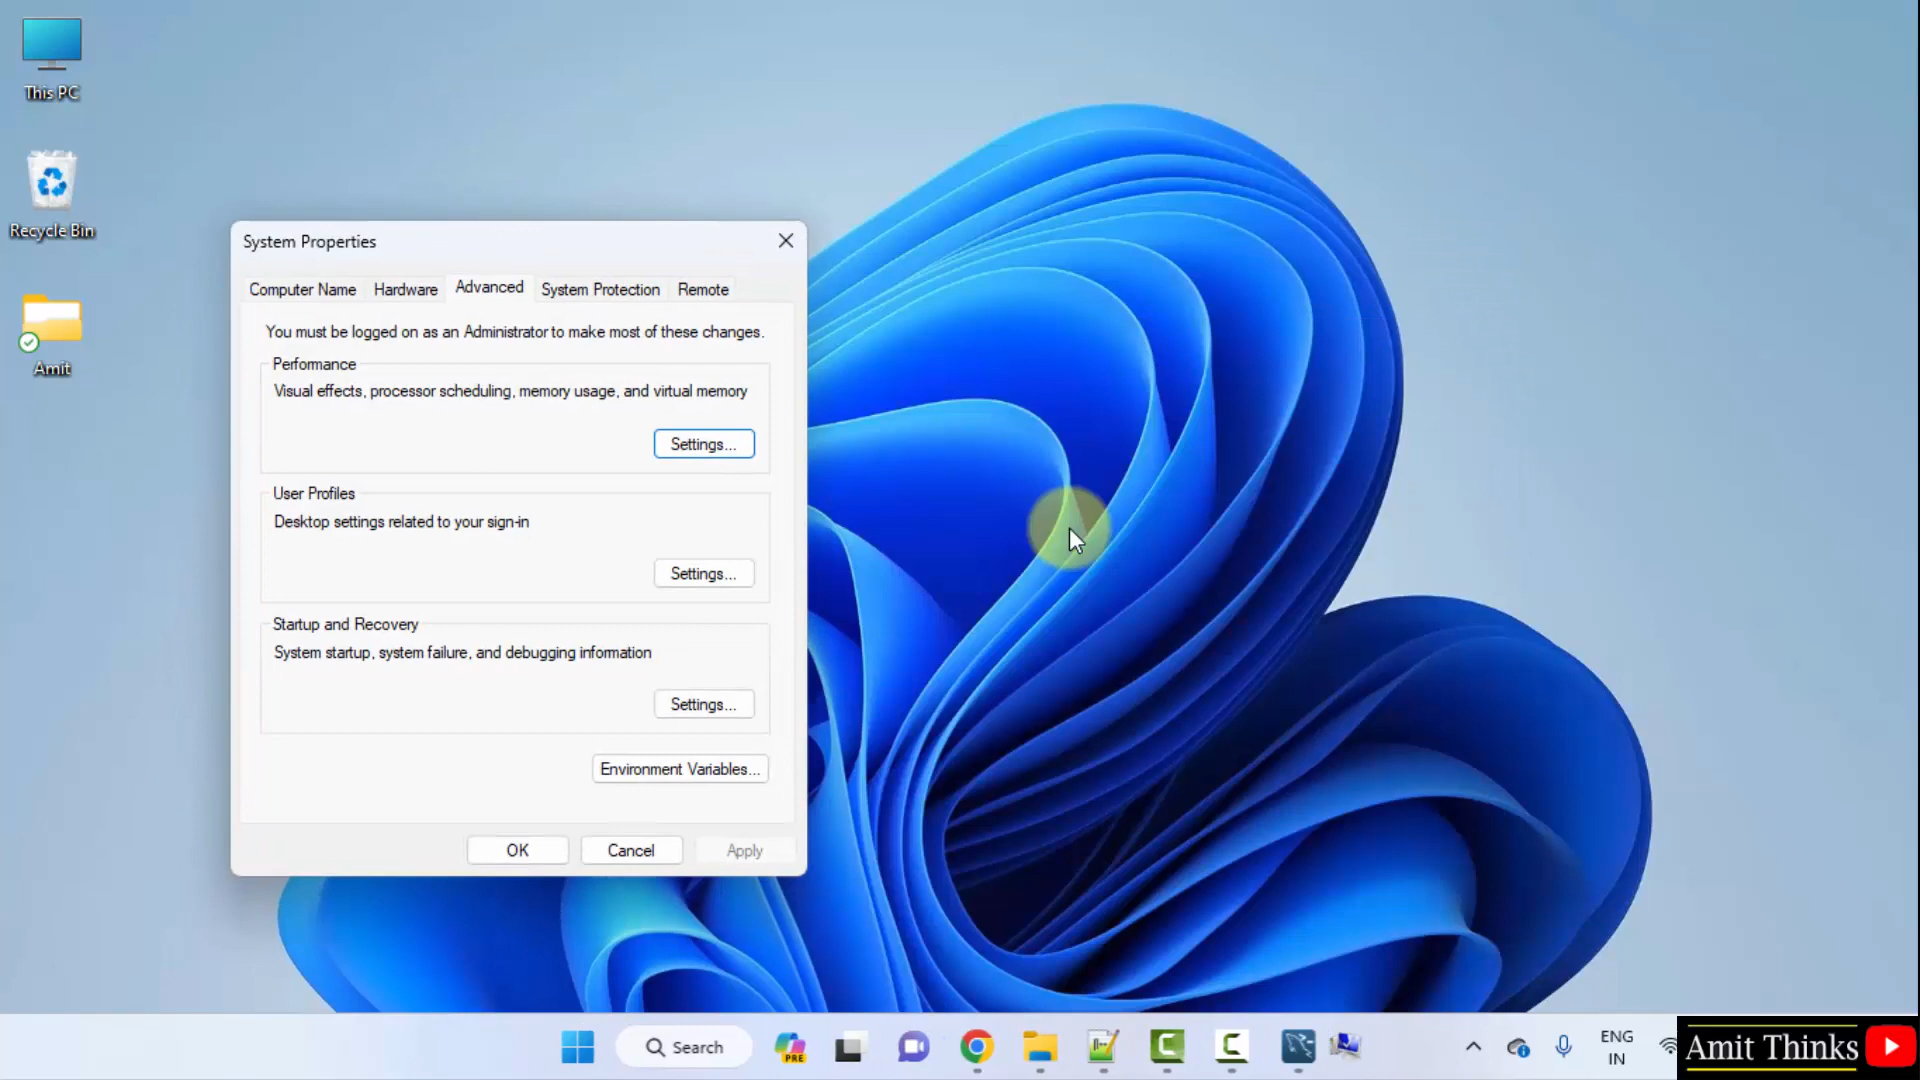 This PC
Recycle Bin
Amit
System Properties
Computer Name Hardware Advanced System Protection Remote
You must be logged on as an Administrator to make most of these changes.
Performance
Visual effects, processor scheduling, memory usage, and virtual memory
Settings...
User Profiles
Desktop settings related to your sign-in
Settings...
Startup and Recovery
System startup, system failure, and debugging information
Settings...
Environment Variables...
OK Cancel Apply
Search
PRE
ENG
IN
Amit Thinks